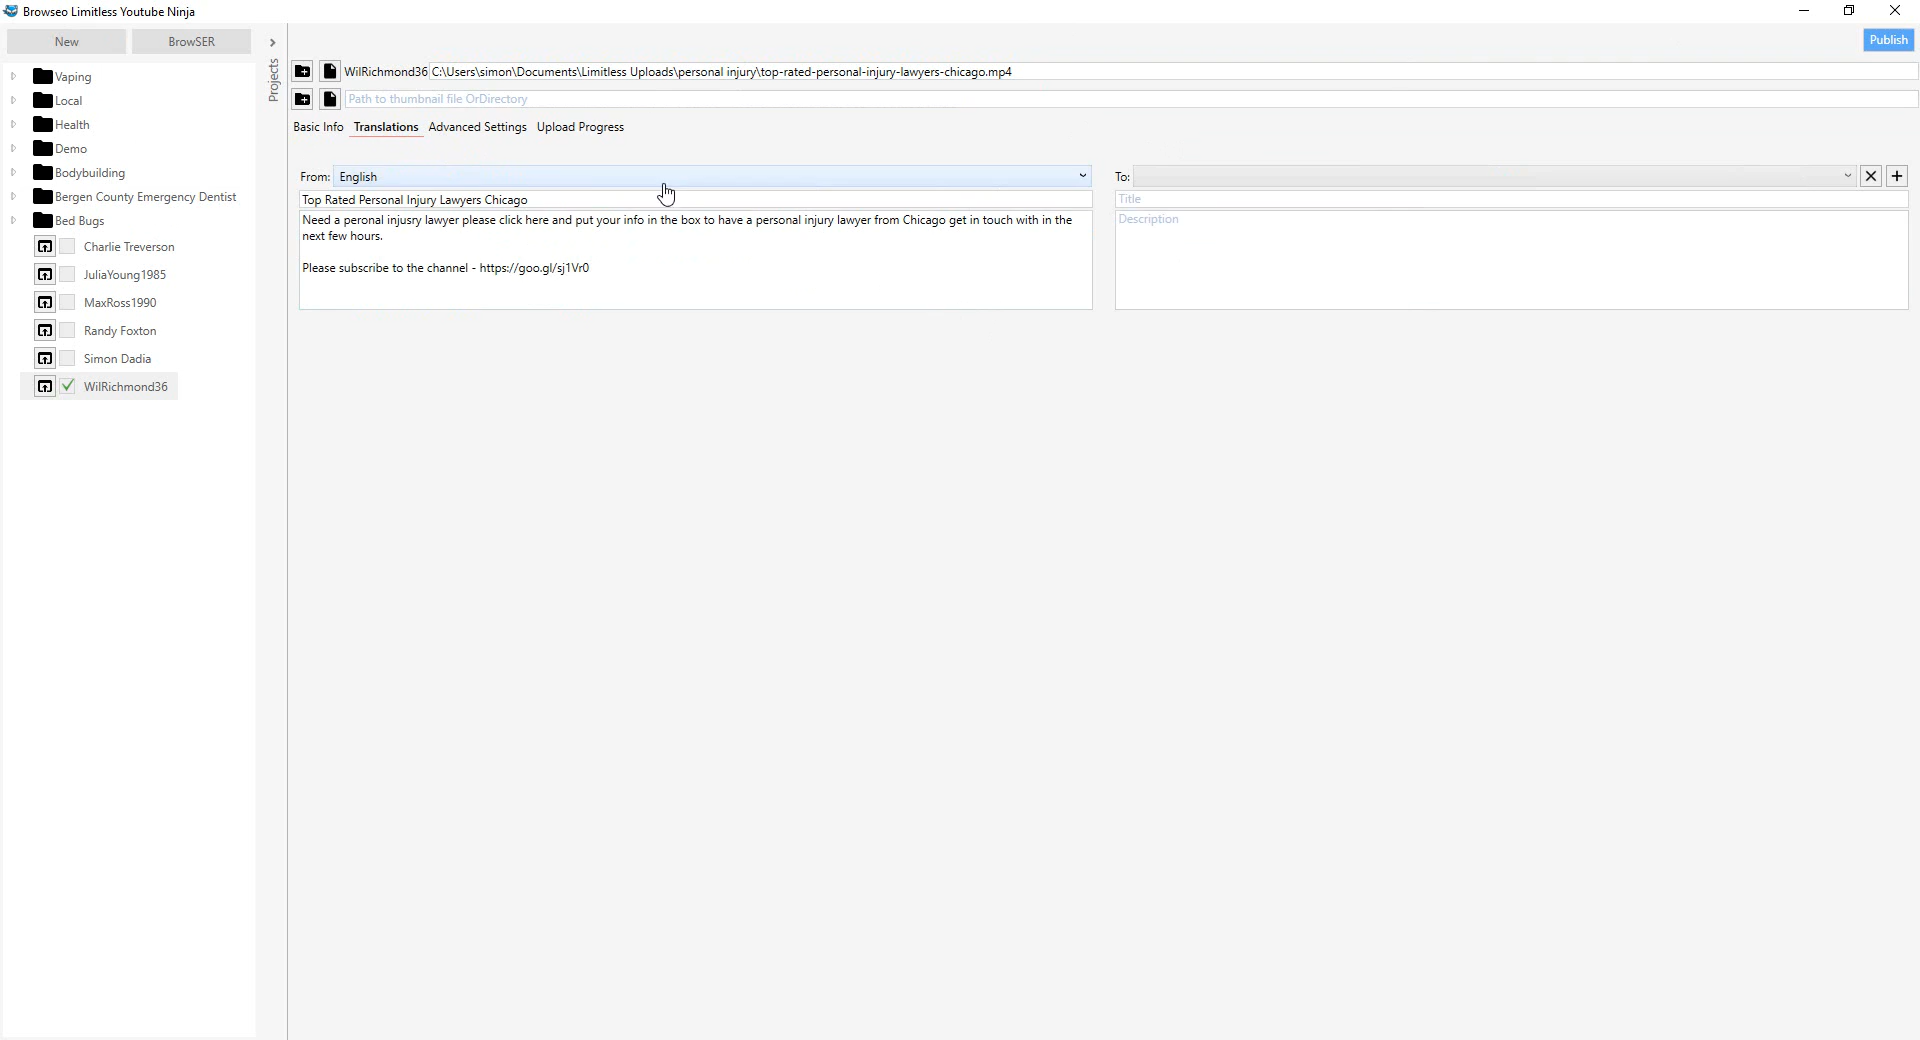 Browseo Limitless Youtube Ninja
New
BrowSER
Projects
Vaping
Local
Health
Demo
Bodybuilding
Bergen County Emergency Dentist
Bed Bugs
Charlie Treverson
JuliaYoung1985
MaxRoss1990
Randy Foxton
Simon Dadia
WilRichmond36
Publish
WilRichmond36 C:\Users\simon\Documents\Limitless Uploads\personal injury\top-rated-personal-injury-lawyers-chicago.mp4
Path to thumbnail file OrDirectory
Basic Info Translations Advanced Settings Upload Progress
From: English
Top Rated Personal Injury Lawyers Chicago
Need a peronal injusry lawyer please click here and put your info in the box to have a personal injury lawyer from Chicago get in touch with in the
next few hours.
Please subscribe to the channel - https://goo.gl/sj1Vr0
To:
Title
Description